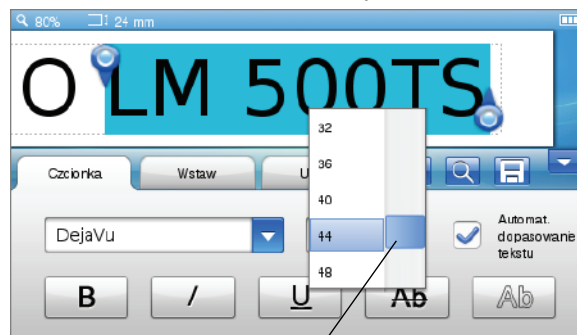 80% 24 mm
O LM 500TS
32
36
Czcionka Wstaw U
40
DejaVu 44 Automat.
dopasowanie
tekstu
48
B I U Ab Ab